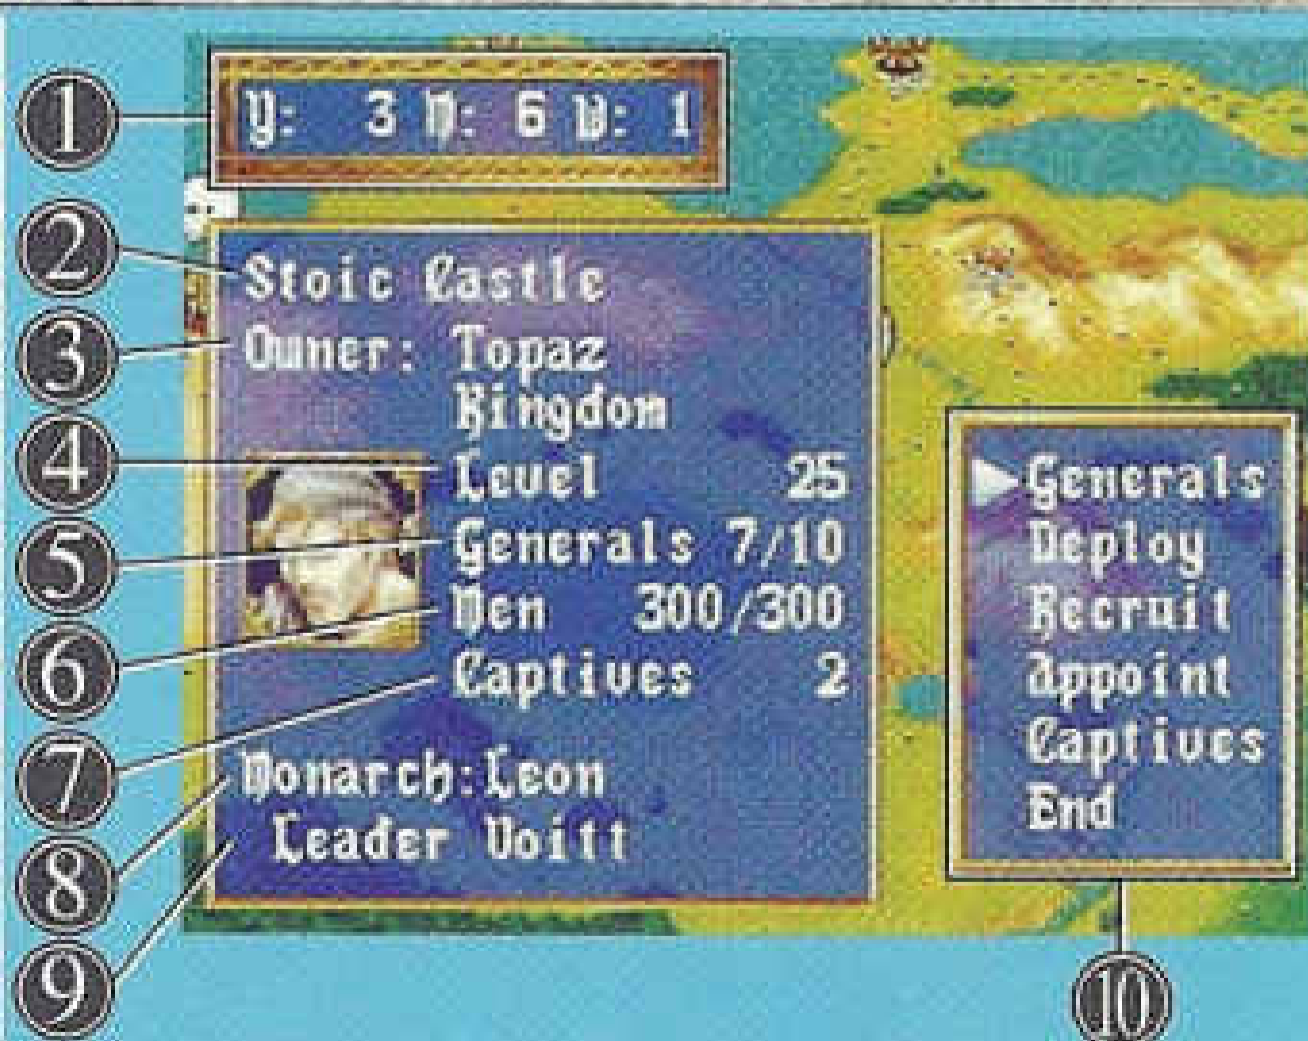 1
Y: 3 M: 6 W: 1
2
Stoic Castle
3
Owner: Topaz
Kingdom
4
Level 25
5
Generals 7/10
6
Men 300/300
7
Captives 2
8
Monarch: Leon
9
Leader Voitt
Generals
Deploy
Recruit
Appoint
Captives
End
10